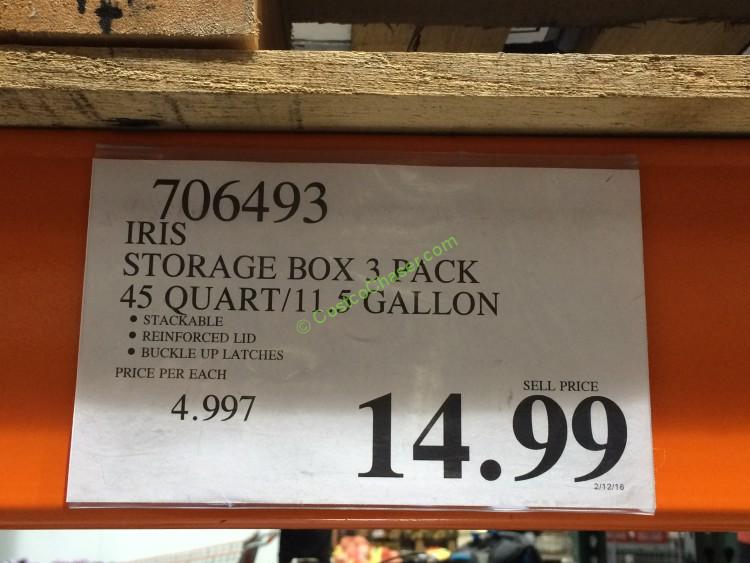 706493
IRIS
STORAGE BOX 3 PACK
45 QUART/11.5 GALLON
• STACKABLE
• REINFORCED LID
• BUCKLE UP LATCHES
PRICE PER EACH
4.997
SELL PRICE
14.99
2/12/16
© CostcoChaser.com